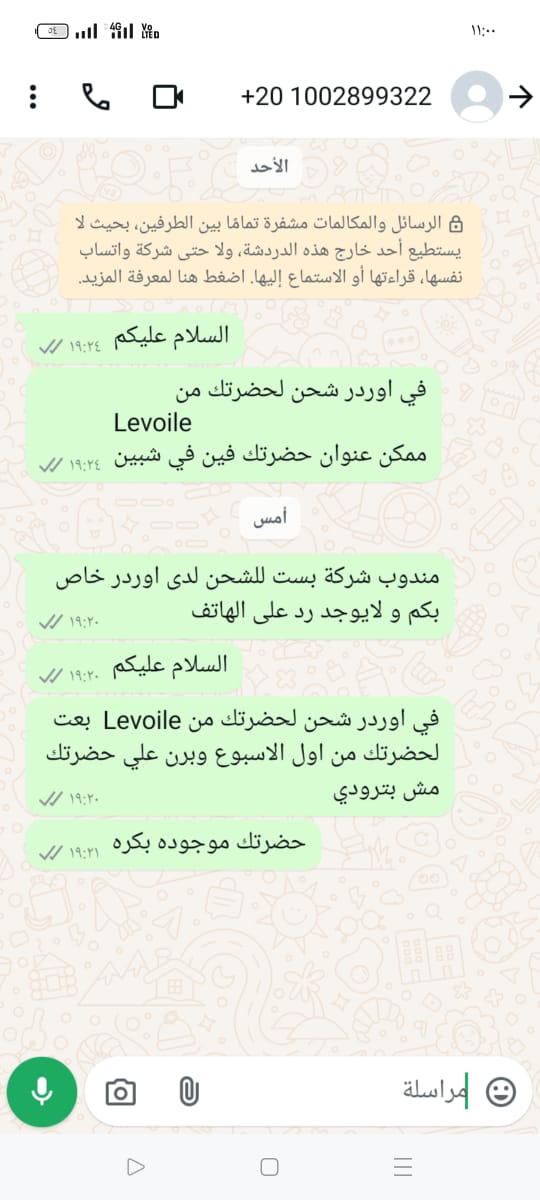 ١١:٠٠
٥٤
4G
Vo LTED
+20 1002899322
الأحد
الرسائل والمكالمات مشفرة تمامًا بين الطرفين، بحيث لا
يستطيع أحد خارج هذه الدردشة، ولا حتى شركة واتساب
نفسها، قراءتها أو الاستماع إليها. اضغط هنا لمعرفة المزيد.
السلام عليكم
١٩:٢٤
في اوردر شحن لحضرتك من
Levoile
ممكن عنوان حضرتك فين في شبين
١٩:٢٤
أمس
مندوب شركة بست للشحن لدى اوردر خاص
بكم و لايوجد رد على الهاتف
١٩:٢٠
السلام عليكم
١٩:٢٠
في اوردر شحن لحضرتك من Levoile بعت
لحضرتك من اول الاسبوع وبرن علي حضرتك
مش بترودي
١٩:٢٠
حضرتك موجوده بكره
١٩:٢١
مراسلة